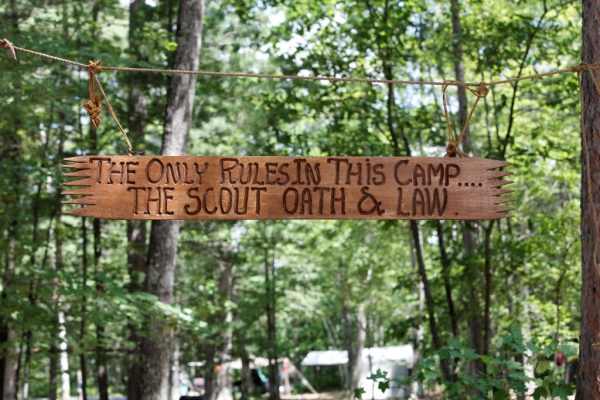 THE ONLY RULES IN THIS CAMP....
THE SCOUT OATH & LAW.